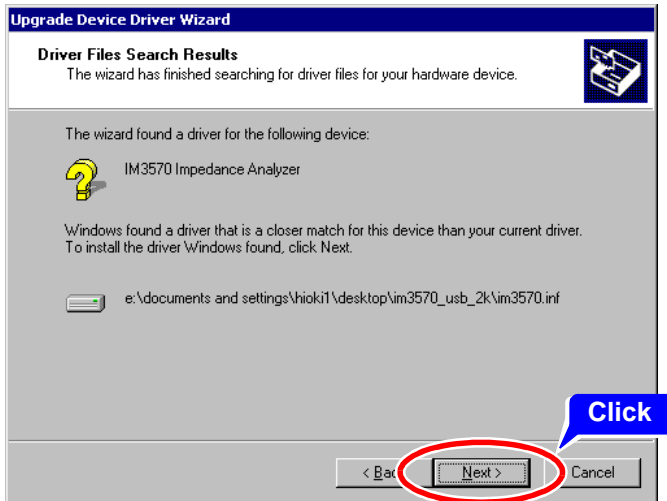 Upgrade Device Driver Wizard
Driver Files Search Results
The wizard has finished searching for driver files for your hardware device.
The wizard found a driver for the following device:
IM3570 Impedance Analyzer
Windows found a driver that is a closer match for this device than your current driver.
To install the driver Windows found, click Next.
e:\documents and settings\hioki1\desktop\im3570_usb_2k\im3570.inf
Click
< Bac Next > Cancel